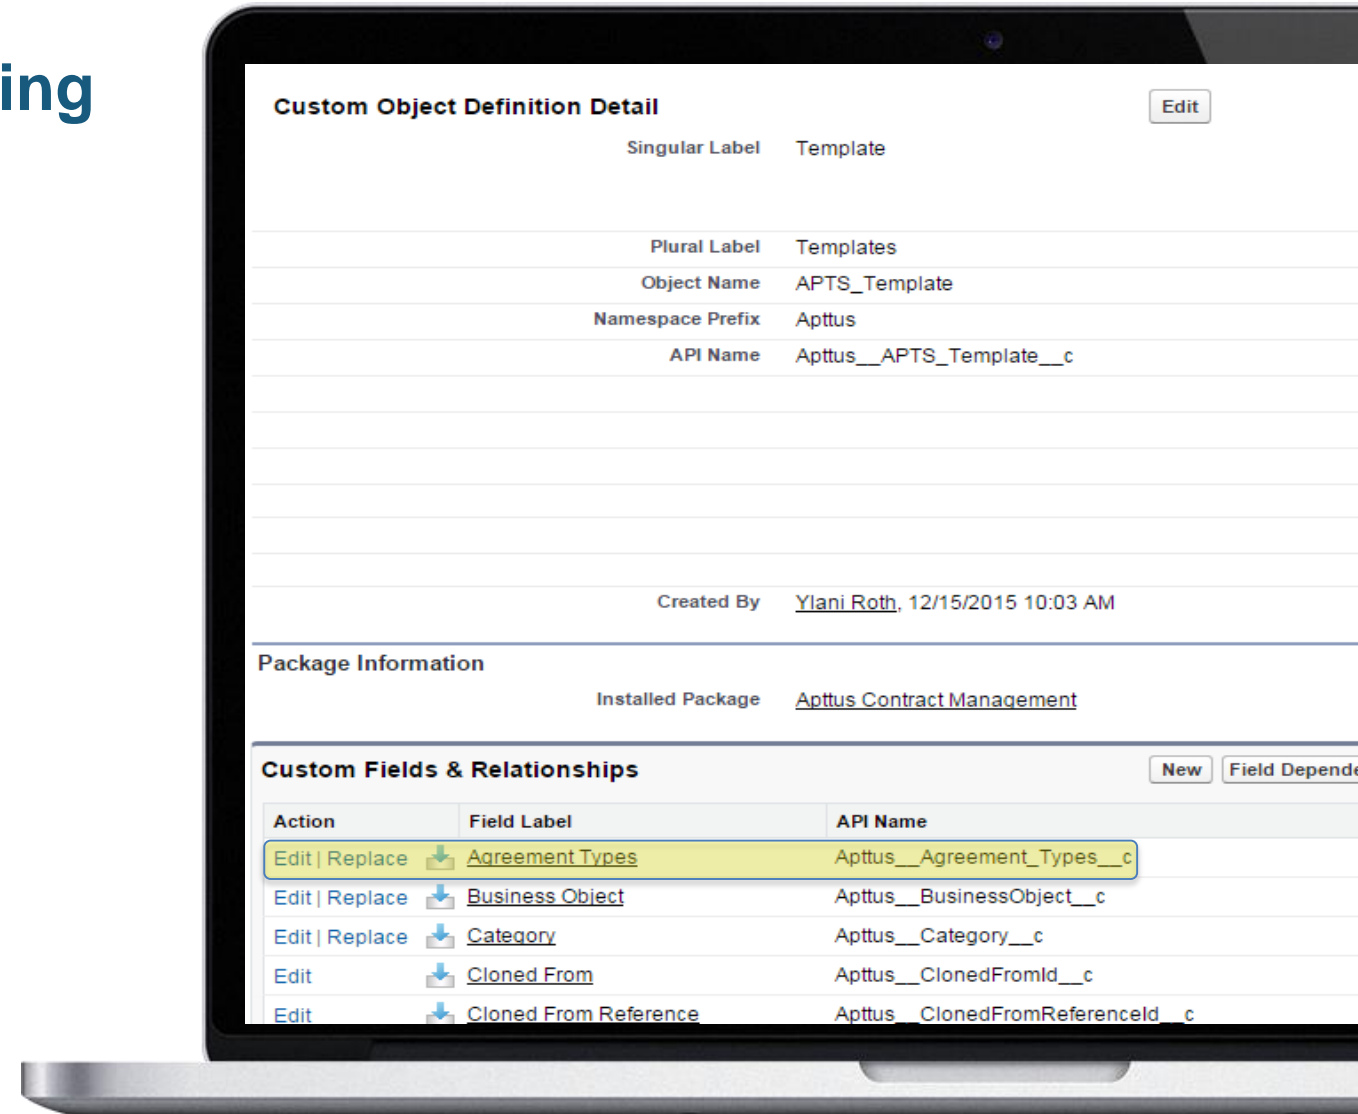 ing
Custom Object Definition Detail Edit
Singular Label Template
Plural Label Templates
Object Name APTS_Template
Namespace Prefix Apttus
API Name Apttus__APTS_Template__c
Created By Ylani Roth, 12/15/2015 10:03 AM
Package Information
Installed Package Apttus Contract Management
Custom Fields & Relationships New Field Depende
Action Field Label API Name
Edit | Replace Agreement Types Apttus__Agreement_Types__c
Edit | Replace Business Object Apttus__BusinessObject__c
Edit | Replace Category Apttus__Category__c
Edit Cloned From Apttus__ClonedFromId__c
Edit Cloned From Reference Apttus__ClonedFromReferenceId__c